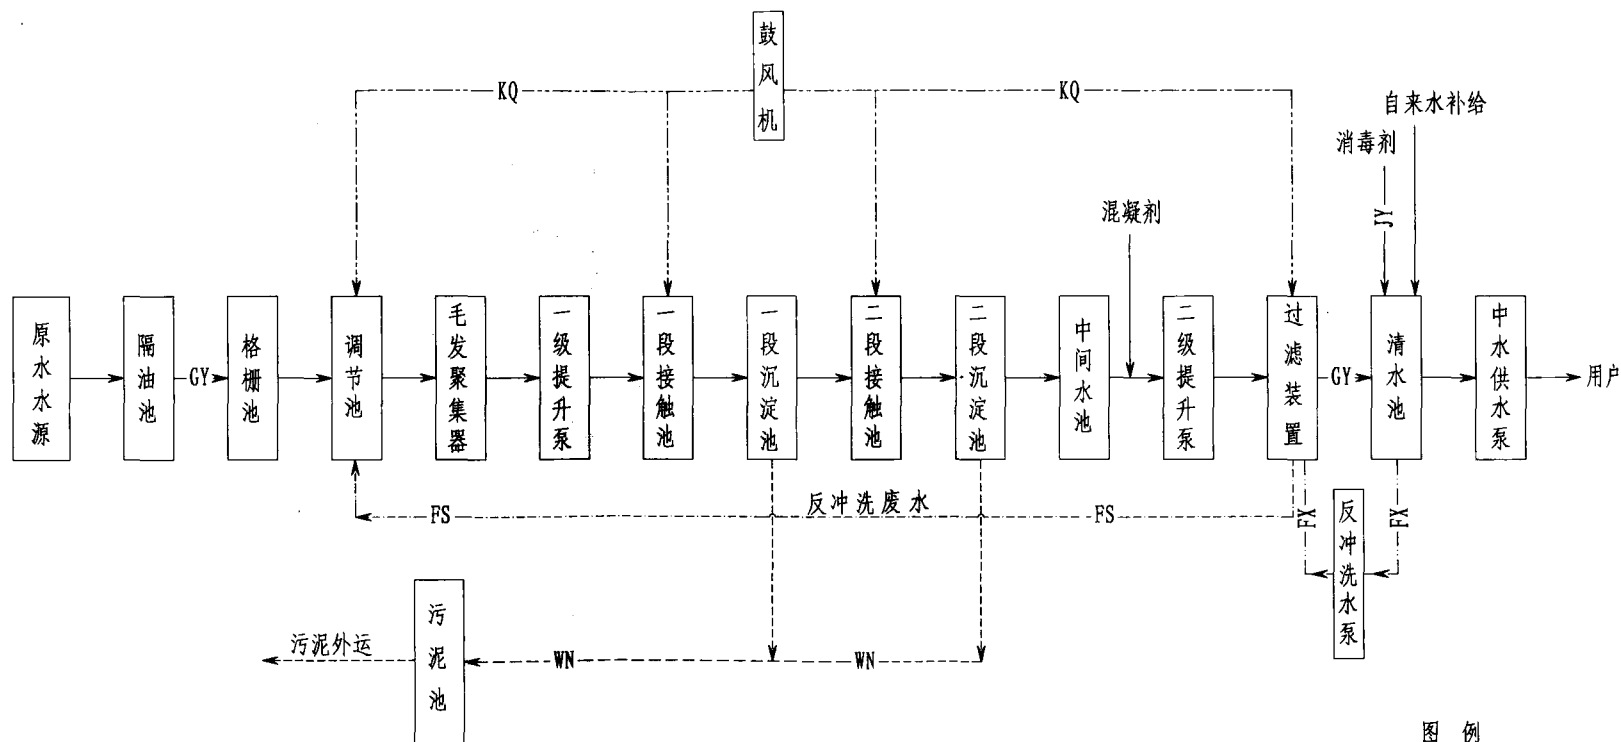 鼓风机
KQ
KQ
自来水补给
消毒剂
JY
混凝剂
原水水源
隔油池
GY
格栅池
调节池
毛发聚集器
一级提升泵
一段接触池
一段沉淀池
二段接触池
二段沉淀池
中间水池
二级提升泵
过滤装置
GY
清水池
中水供水泵
用户
FS
反冲洗废水
FS
FX
反冲洗水泵
FX
污泥外运
污泥池
WN
WN
图 例